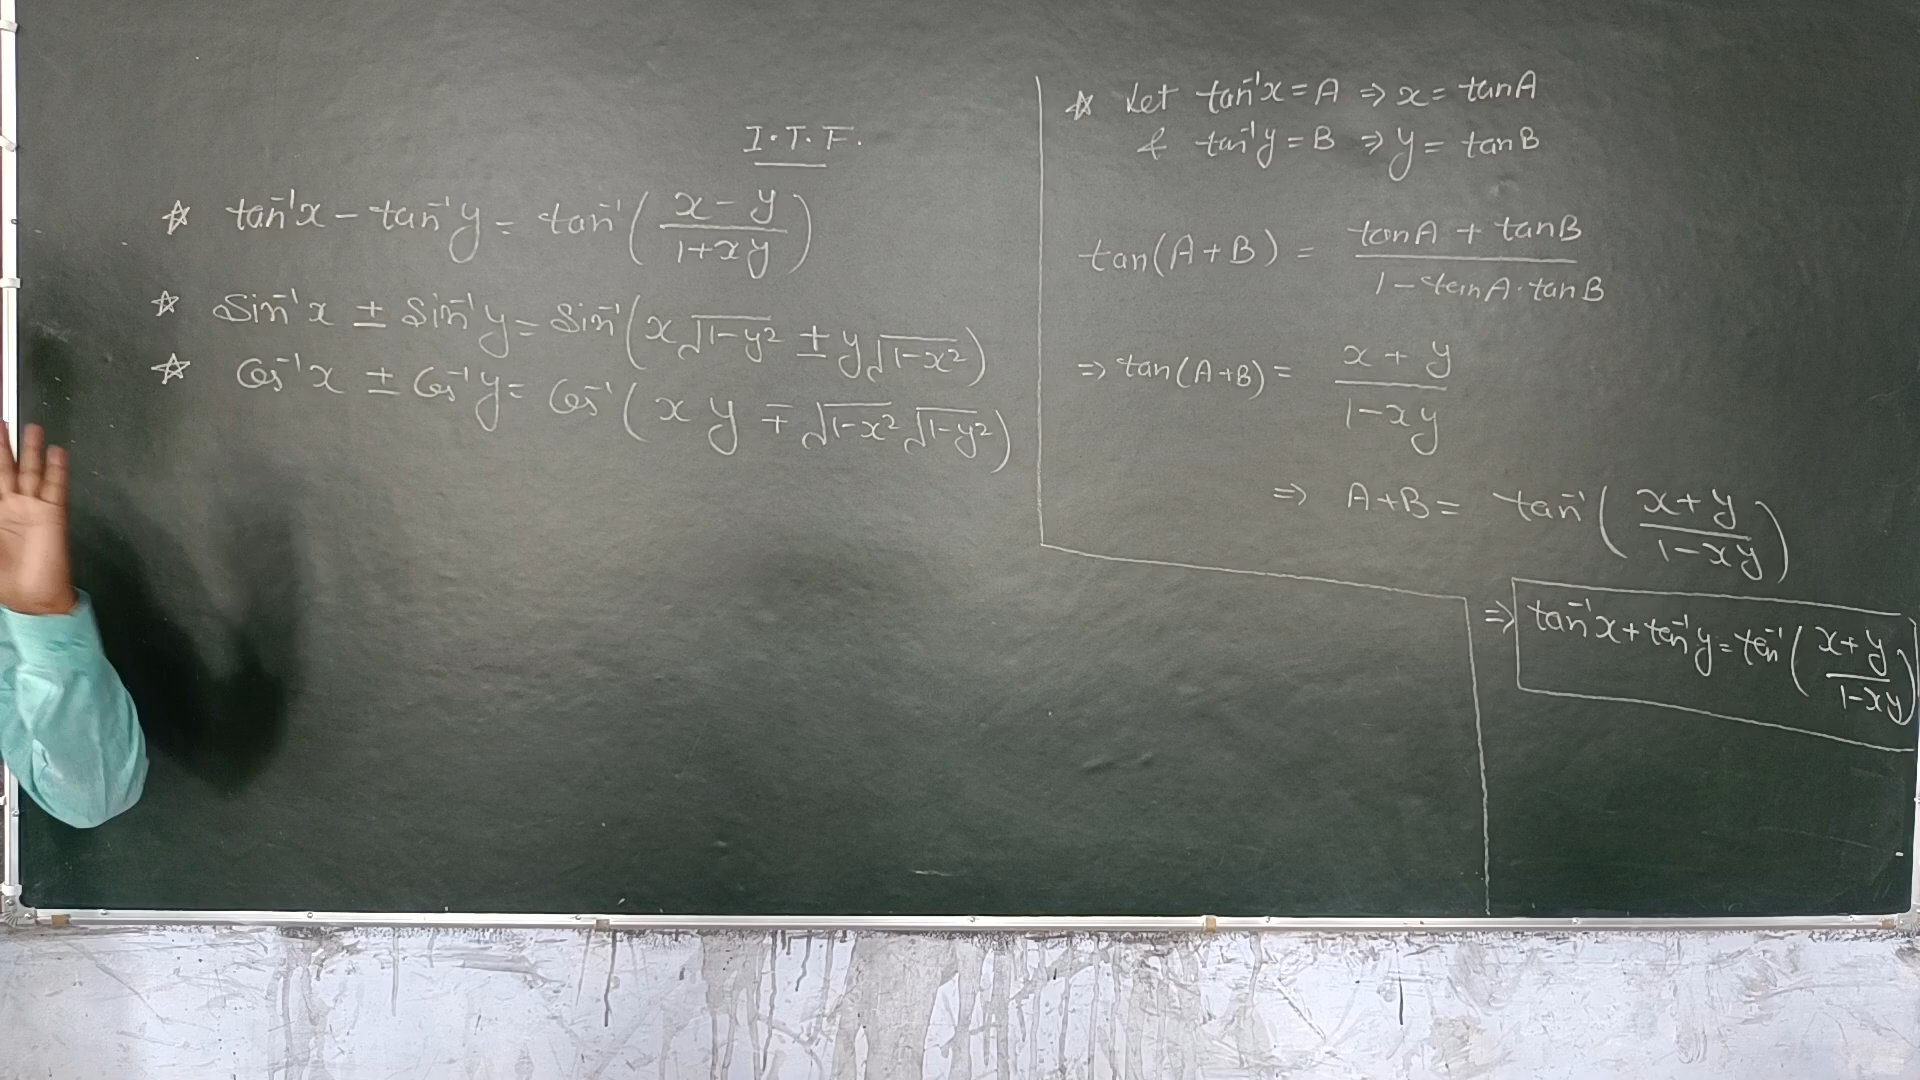 I.T.F.
☆ tan⁻¹x − tan⁻¹y = tan⁻¹((x−y)/(1+xy))
☆ Sin⁻¹x ± Sin⁻¹y = Sin⁻¹(x√(1−y²) ± y√(1−x²))
☆ Cos⁻¹x ± Cos⁻¹y = Cos⁻¹(xy ∓ √(1−x²) √(1−y²))
☆ Let tan⁻¹x = A ⇒ x = tanA
& tan⁻¹y = B ⇒ y = tanB
tan(A+B) = (tanA + tanB)/(1−tanA·tanB)
⇒ tan(A+B) = (x+y)/(1−xy)
⇒ A+B = tan⁻¹((x+y)/(1−xy))
⇒ tan⁻¹x + tan⁻¹y = tan⁻¹((x+y)/(1−xy))